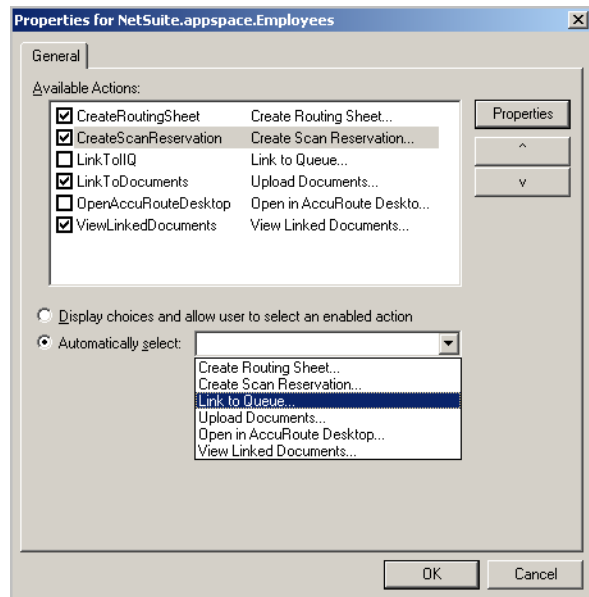 Properties for NetSuite.appspace.Employees
General
Available Actions:
CreateRoutingSheet Create Routing Sheet...
CreateScanReservation Create Scan Reservation...
LinkToIIQ Link to Queue...
LinkToDocuments Upload Documents...
OpenAccuRouteDesktop Open in AccuRoute Deskto...
ViewLinkedDocuments View Linked Documents...
Properties
^
v
Display choices and allow user to select an enabled action
Automatically select:
Create Routing Sheet...
Create Scan Reservation...
Link to Queue...
Upload Documents...
Open in AccuRoute Desktop...
View Linked Documents...
OK Cancel